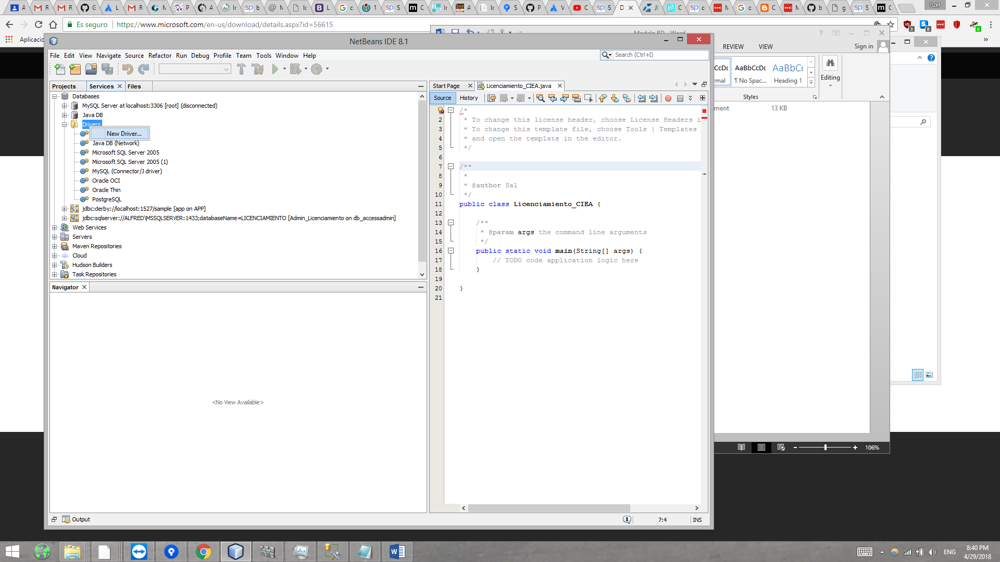 Itzel
Es seguro
https://www.microsoft.com/en-us/download/details.aspx?id=56615
Aplicacio
NetBeans IDE 8.1
File Edit View Navigate Source Refactor Run Debug Profile Team Tools Window Help
Search (Ctrl+I)
Projects
Services
Files
Databases
MySQL Server at localhost:3306 [root] (disconnected)
Java DB
Drivers
New Driver...
Java DB (Network)
Microsoft SQL Server 2005
Microsoft SQL Server 2005 (1)
MySQL (Connector/J driver)
Oracle OCI
Oracle Thin
PostgreSQL
jdbc:derby://localhost:1527/sample [app on APP]
jdbc:sqlserver://ALFRED\MSSQLSERVER:1433;databaseName=LICENCIAMIENTO [Admin_Licenciamiento on db_accessadmin]
Web Services
Servers
Maven Repositories
Cloud
Hudson Builders
Task Repositories
Navigator
<No View Available>
Output
Start Page
Licenciamiento_CIEA.java
Source
History
/*
2 * To change this license header, choose License Headers i
3 * To change this template file, choose Tools | Templates
4 * and open the template in the editor.
5 */
6
7 /**
8 *
9 * @author Sal
10 */
11 public class Licenciamiento_CIEA {
12
13 /**
14 * @param args the command line arguments
15 */
16 public static void main(String[] args) {
17 // TODO code application logic here
18 }
19
20 }
21
7:4
INS
Modelo BD - Word
REVIEW
VIEW
Sign in
AaBbCcDc AaBbC
rmal
¶ No Spac...
Heading 1
Editing
Styles
ment
13 KB
106%
ENG
8:40 PM
4/29/2018